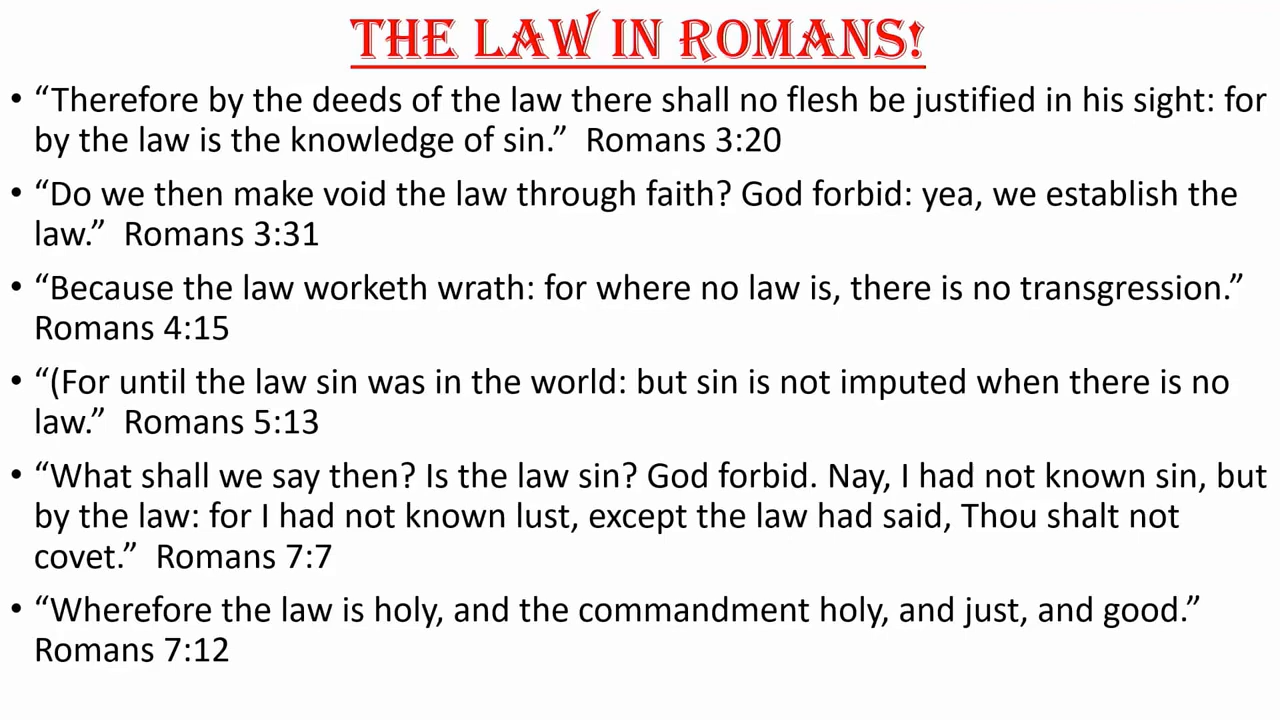 THE LAW IN ROMANS!
• “Therefore by the deeds of the law there shall no flesh be justified in his sight: for
by the law is the knowledge of sin.”  Romans 3:20
• “Do we then make void the law through faith? God forbid: yea, we establish the
law.”  Romans 3:31
• “Because the law worketh wrath: for where no law is, there is no transgression.”
Romans 4:15
• “(For until the law sin was in the world: but sin is not imputed when there is no
law.”  Romans 5:13
• “What shall we say then? Is the law sin? God forbid. Nay, I had not known sin, but
by the law: for I had not known lust, except the law had said, Thou shalt not
covet.”  Romans 7:7
• “Wherefore the law is holy, and the commandment holy, and just, and good.”
Romans 7:12